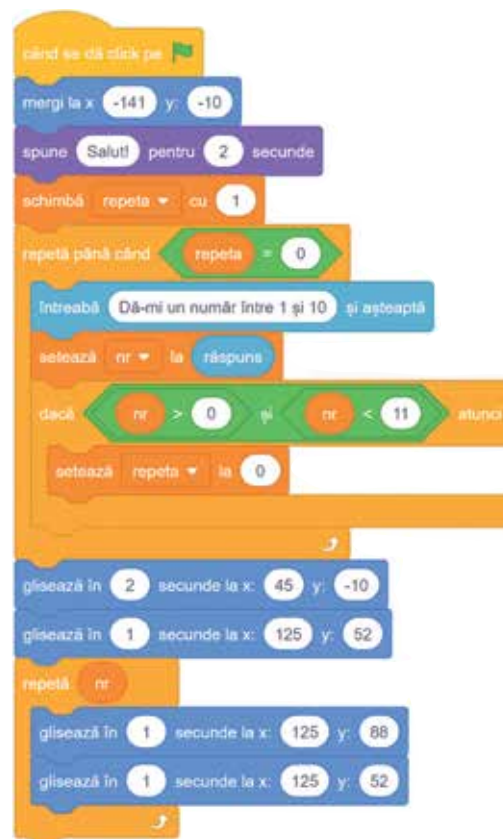 când se dă click pe
mergi la x -141 y: -10
spune Salut! pentru 2 secunde
schimbă repeta cu 1
repetă până când repeta = 0
întreabă Dă-mi un număr între 1 și 10 și așteaptă
setează nr la răspuns
dacă nr > 0 și nr < 11 atunci
setează repeta la 0
glisează în 2 secunde la x: 45 y: -10
glisează în 1 secunde la x: 125 y: 52
repetă nr
glisează în 1 secunde la x: 125 y: 88
glisează în 1 secunde la x: 125 y: 52